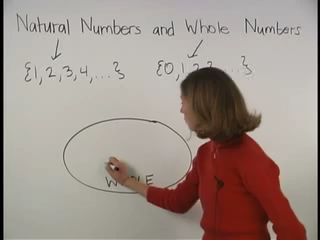 Natural Numbers and Whole Numbers
{1, 2, 3, 4, ...} {0, 1, 2, 3, ...}
WHOLE